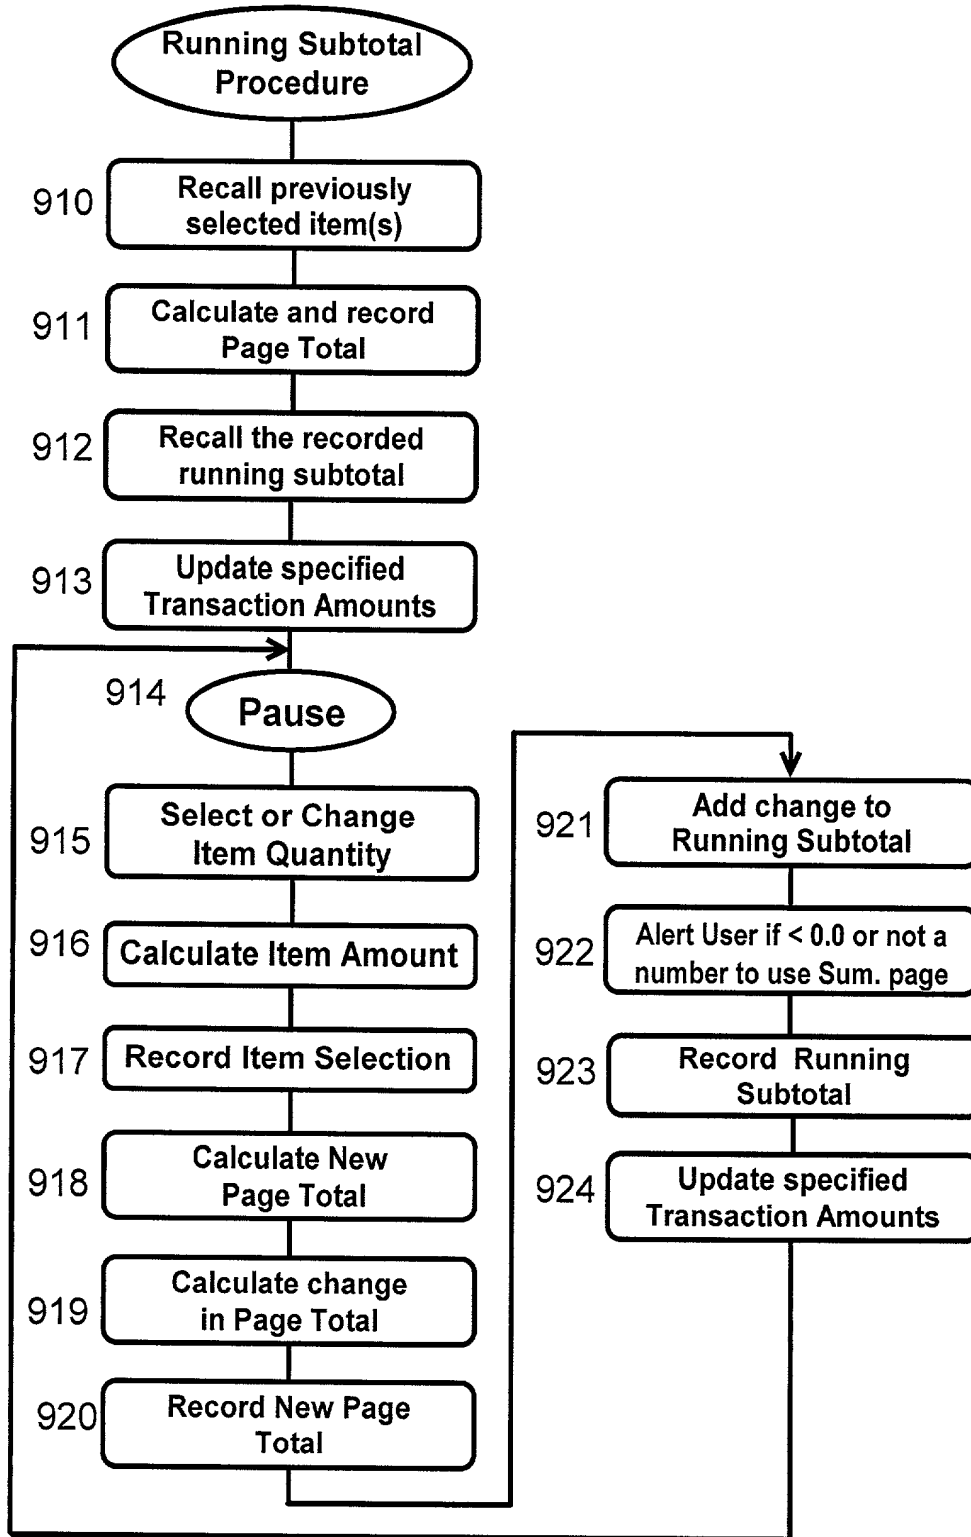 Running Subtotal
Procedure
910
Recall previously
selected item(s)
911
Calculate and record
Page Total
912
Recall the recorded
running subtotal
913
Update specified
Transaction Amounts
914
Pause
915
Select or Change
Item Quantity
916
Calculate Item Amount
917
Record Item Selection
918
Calculate New
Page Total
919
Calculate change
in Page Total
920
Record New Page
Total
921
Add change to
Running Subtotal
922
Alert User if < 0.0 or not a
number to use Sum. page
923
Record Running
Subtotal
924
Update specified
Transaction Amounts